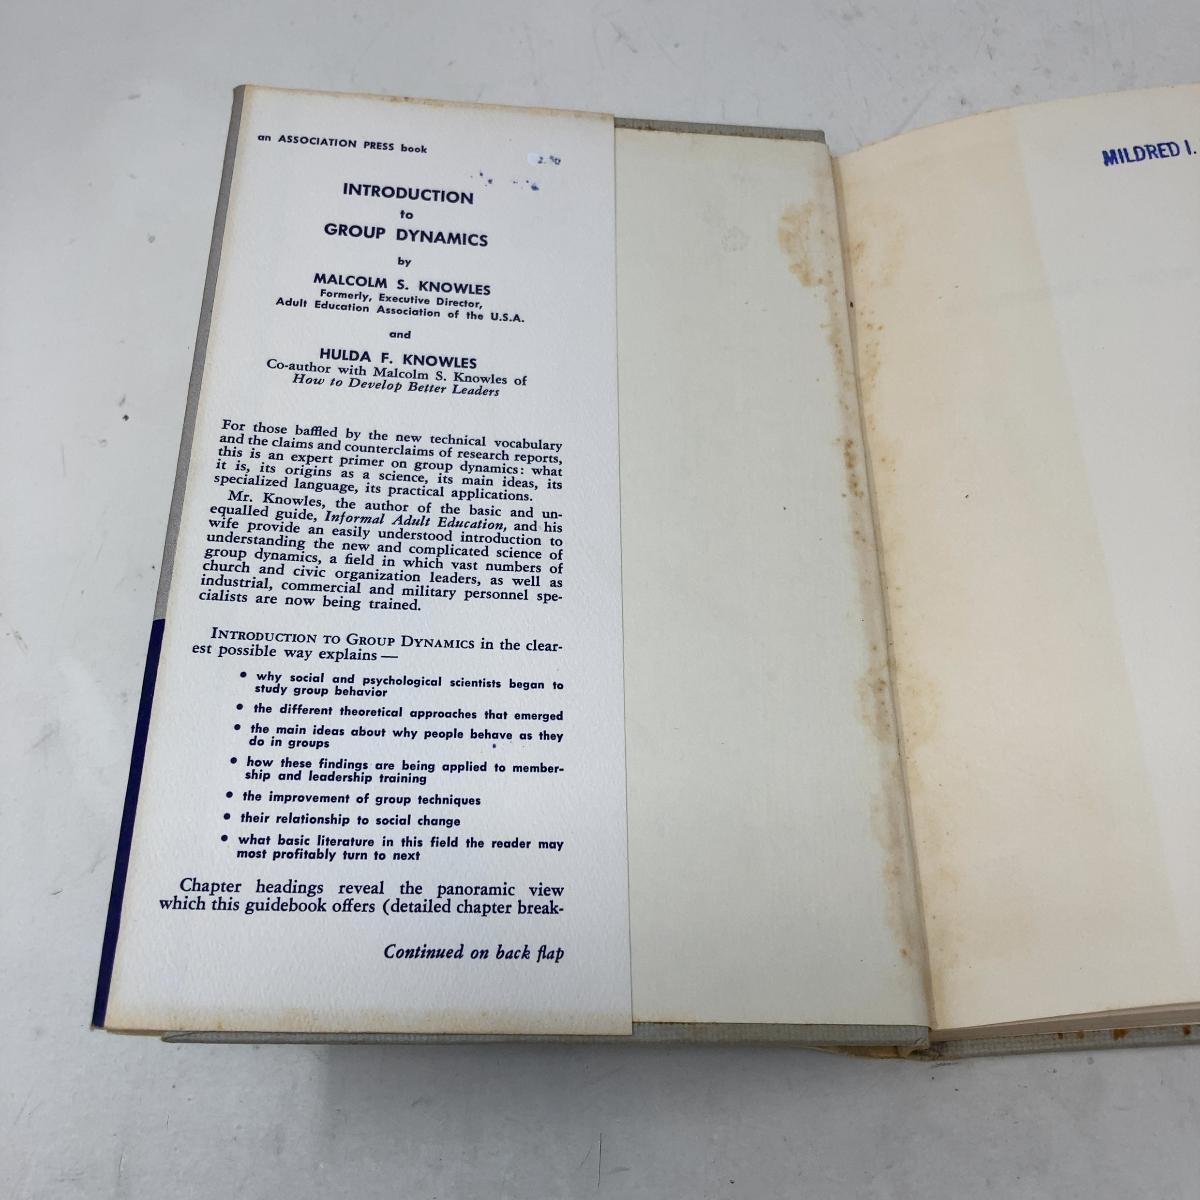 an ASSOCIATION PRESS book
INTRODUCTION
to
GROUP DYNAMICS
by
MALCOLM S. KNOWLES
Formerly, Executive Director,
Adult Education Association of the U.S.A.
and
HULDA F. KNOWLES
Co-author with Malcolm S. Knowles of
How to Develop Better Leaders
For those baffled by the new technical vocabulary
and the claims and counterclaims of research reports,
this is an expert primer on group dynamics: what
it is, its origins as a science, its main ideas, its
specialized language, its practical applications.
Mr. Knowles, the author of the basic and un-
equalled guide, Informal Adult Education, and his
wife provide an easily understood introduction to
understanding the new and complicated science of
group dynamics, a field in which vast numbers of
church and civic organization leaders, as well as
industrial, commercial and military personnel spe-
cialists are now being trained.
INTRODUCTION TO GROUP DYNAMICS in the clear-
est possible way explains—
• why social and psychological scientists began to
study group behavior
• the different theoretical approaches that emerged
• the main ideas about why people behave as they
do in groups
• how these findings are being applied to member-
ship and leadership training
• the improvement of group techniques
• their relationship to social change
• what basic literature in this field the reader may
most profitably turn to next
Chapter headings reveal the panoramic view
which this guidebook offers (detailed chapter break-
Continued on back flap
MILDRED I.